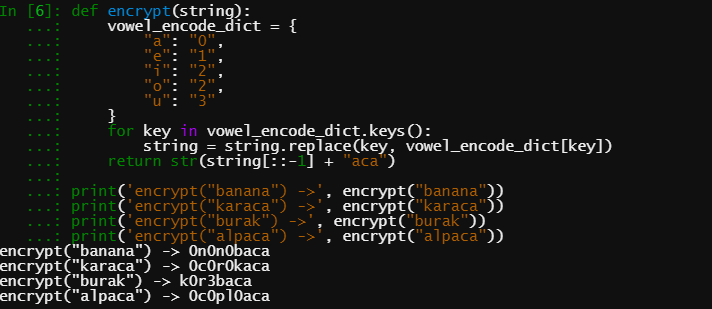 In [6]: def encrypt(string):
   ...:     vowel_encode_dict = {
   ...:         "a": "0",
   ...:         "e": "1",
   ...:         "i": "2",
   ...:         "o": "2",
   ...:         "u": "3"
   ...:     }
   ...:     for key in vowel_encode_dict.keys():
   ...:         string = string.replace(key, vowel_encode_dict[key])
   ...:     return str(string[::-1] + "aca")
   ...:
   ...: print('encrypt("banana") ->', encrypt("banana"))
   ...: print('encrypt("karaca") ->', encrypt("karaca"))
   ...: print('encrypt("burak") ->', encrypt("burak"))
   ...: print('encrypt("alpaca") ->', encrypt("alpaca"))
encrypt("banana") -> 0n0n0baca
encrypt("karaca") -> 0c0r0kaca
encrypt("burak") -> k0r3baca
encrypt("alpaca") -> 0c0pl0aca